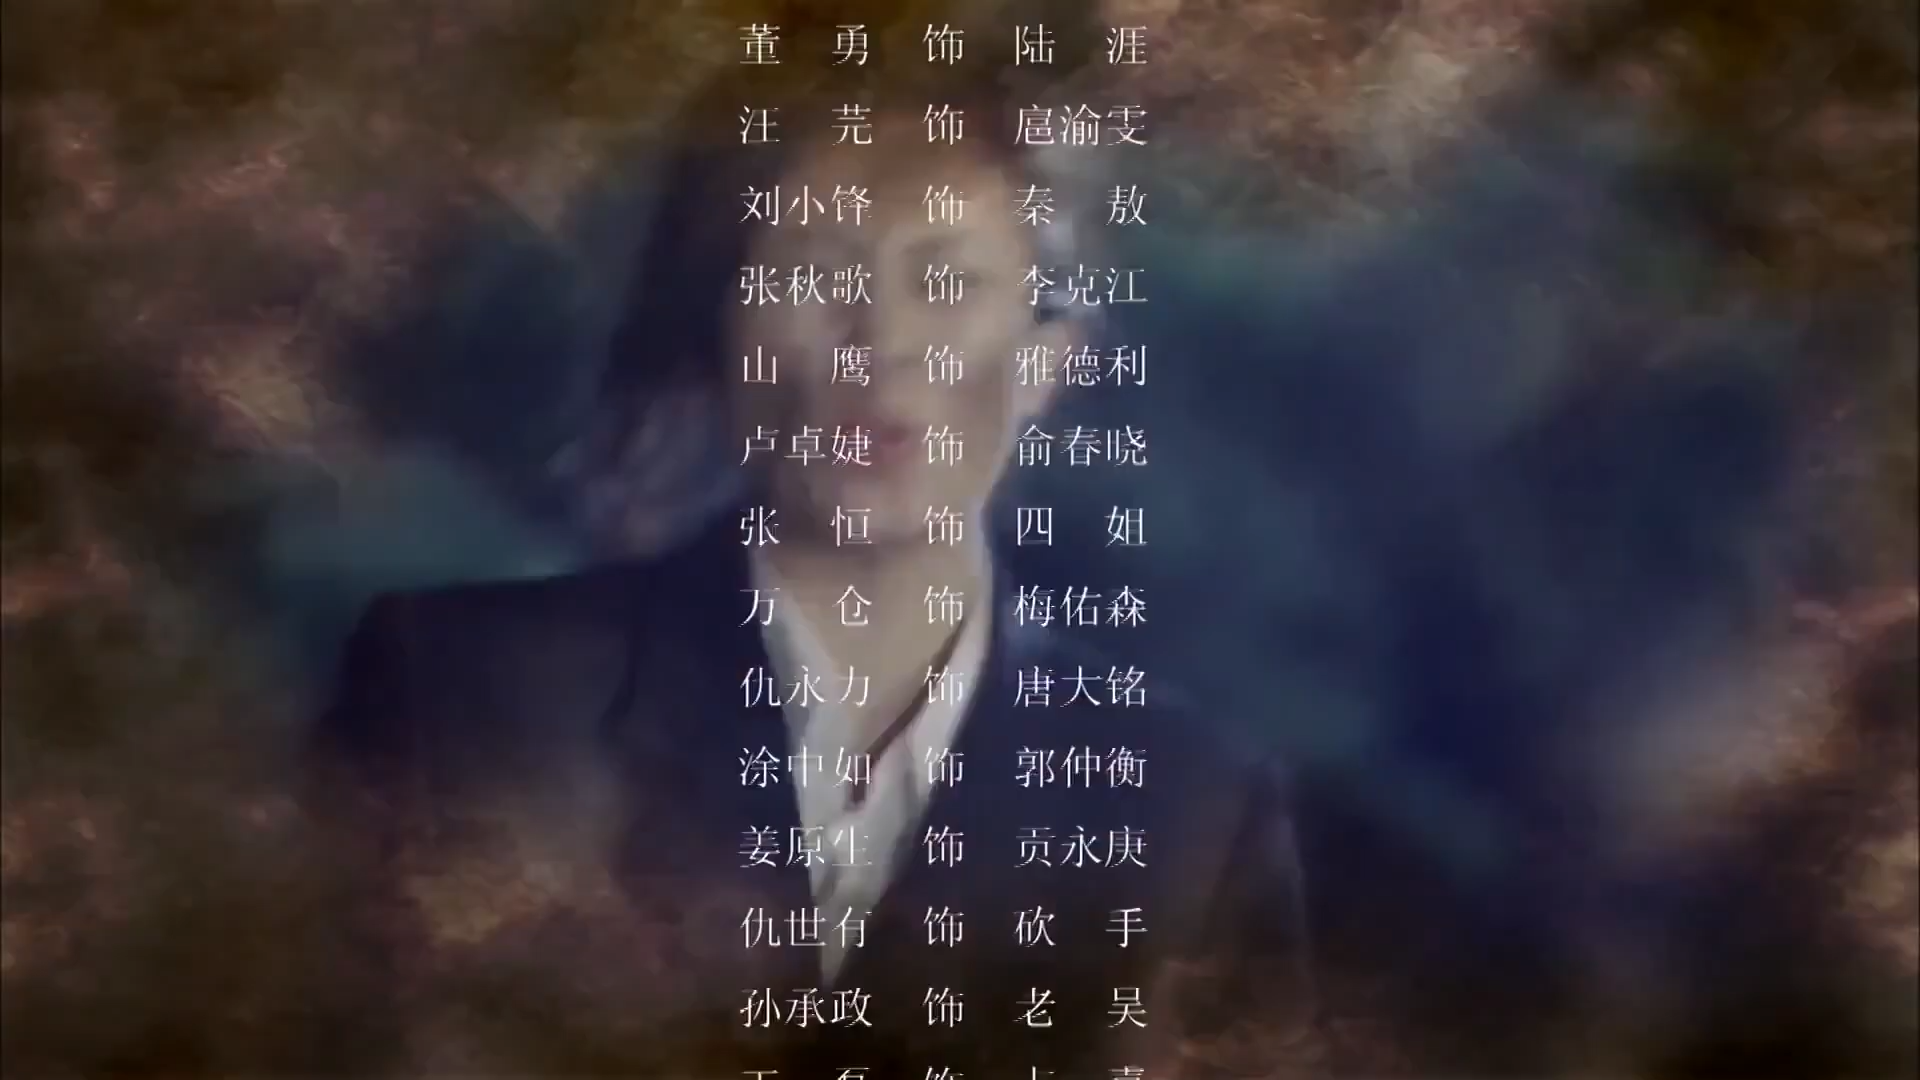 董 勇 饰 陆 涯
汪 芫 饰 扈渝雯
刘小锋 饰 秦 敖
张秋歌 饰 李克江
山 鹰 饰 雅德利
卢卓婕 饰 俞春晓
张 恒 饰 四 姐
万 仓 饰 梅佑森
仇永力 饰 唐大铭
涂中如 饰 郭仲衡
姜原生 饰 贡永庚
仇世有 饰 砍 手
孙承政 饰 老 吴